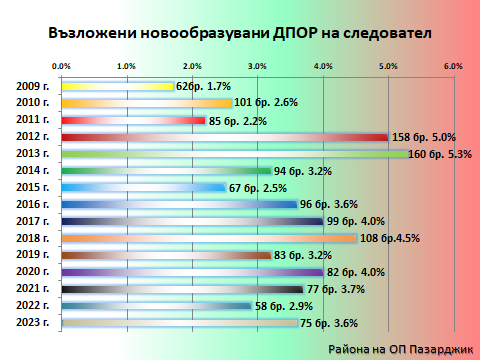 Възложени новообразувани ДПОР на следовател
0.0% 1.0% 2.0% 3.0% 4.0% 5.0% 6.0%
2009 г. 62бр. 1.7%
2010 г. 101 бр. 2.6%
2011 г. 85 бр. 2.2%
2012 г. 158 бр. 5.0%
2013 г. 160 бр. 5.3%
2014 г. 94 бр. 3.2%
2015 г. 67 бр. 2.5%
2016 г. 96 бр. 3.6%
2017 г. 99 бр. 4.0%
2018 г. 108 бр.4.5%
2019 г. 83 бр. 3.2%
2020 г. 82 бр. 4.0%
2021 г. 77 бр. 3.7%
2022 г. 58 бр. 2.9%
2023 г. 75 бр. 3.6%
Района на ОП Пазарджик